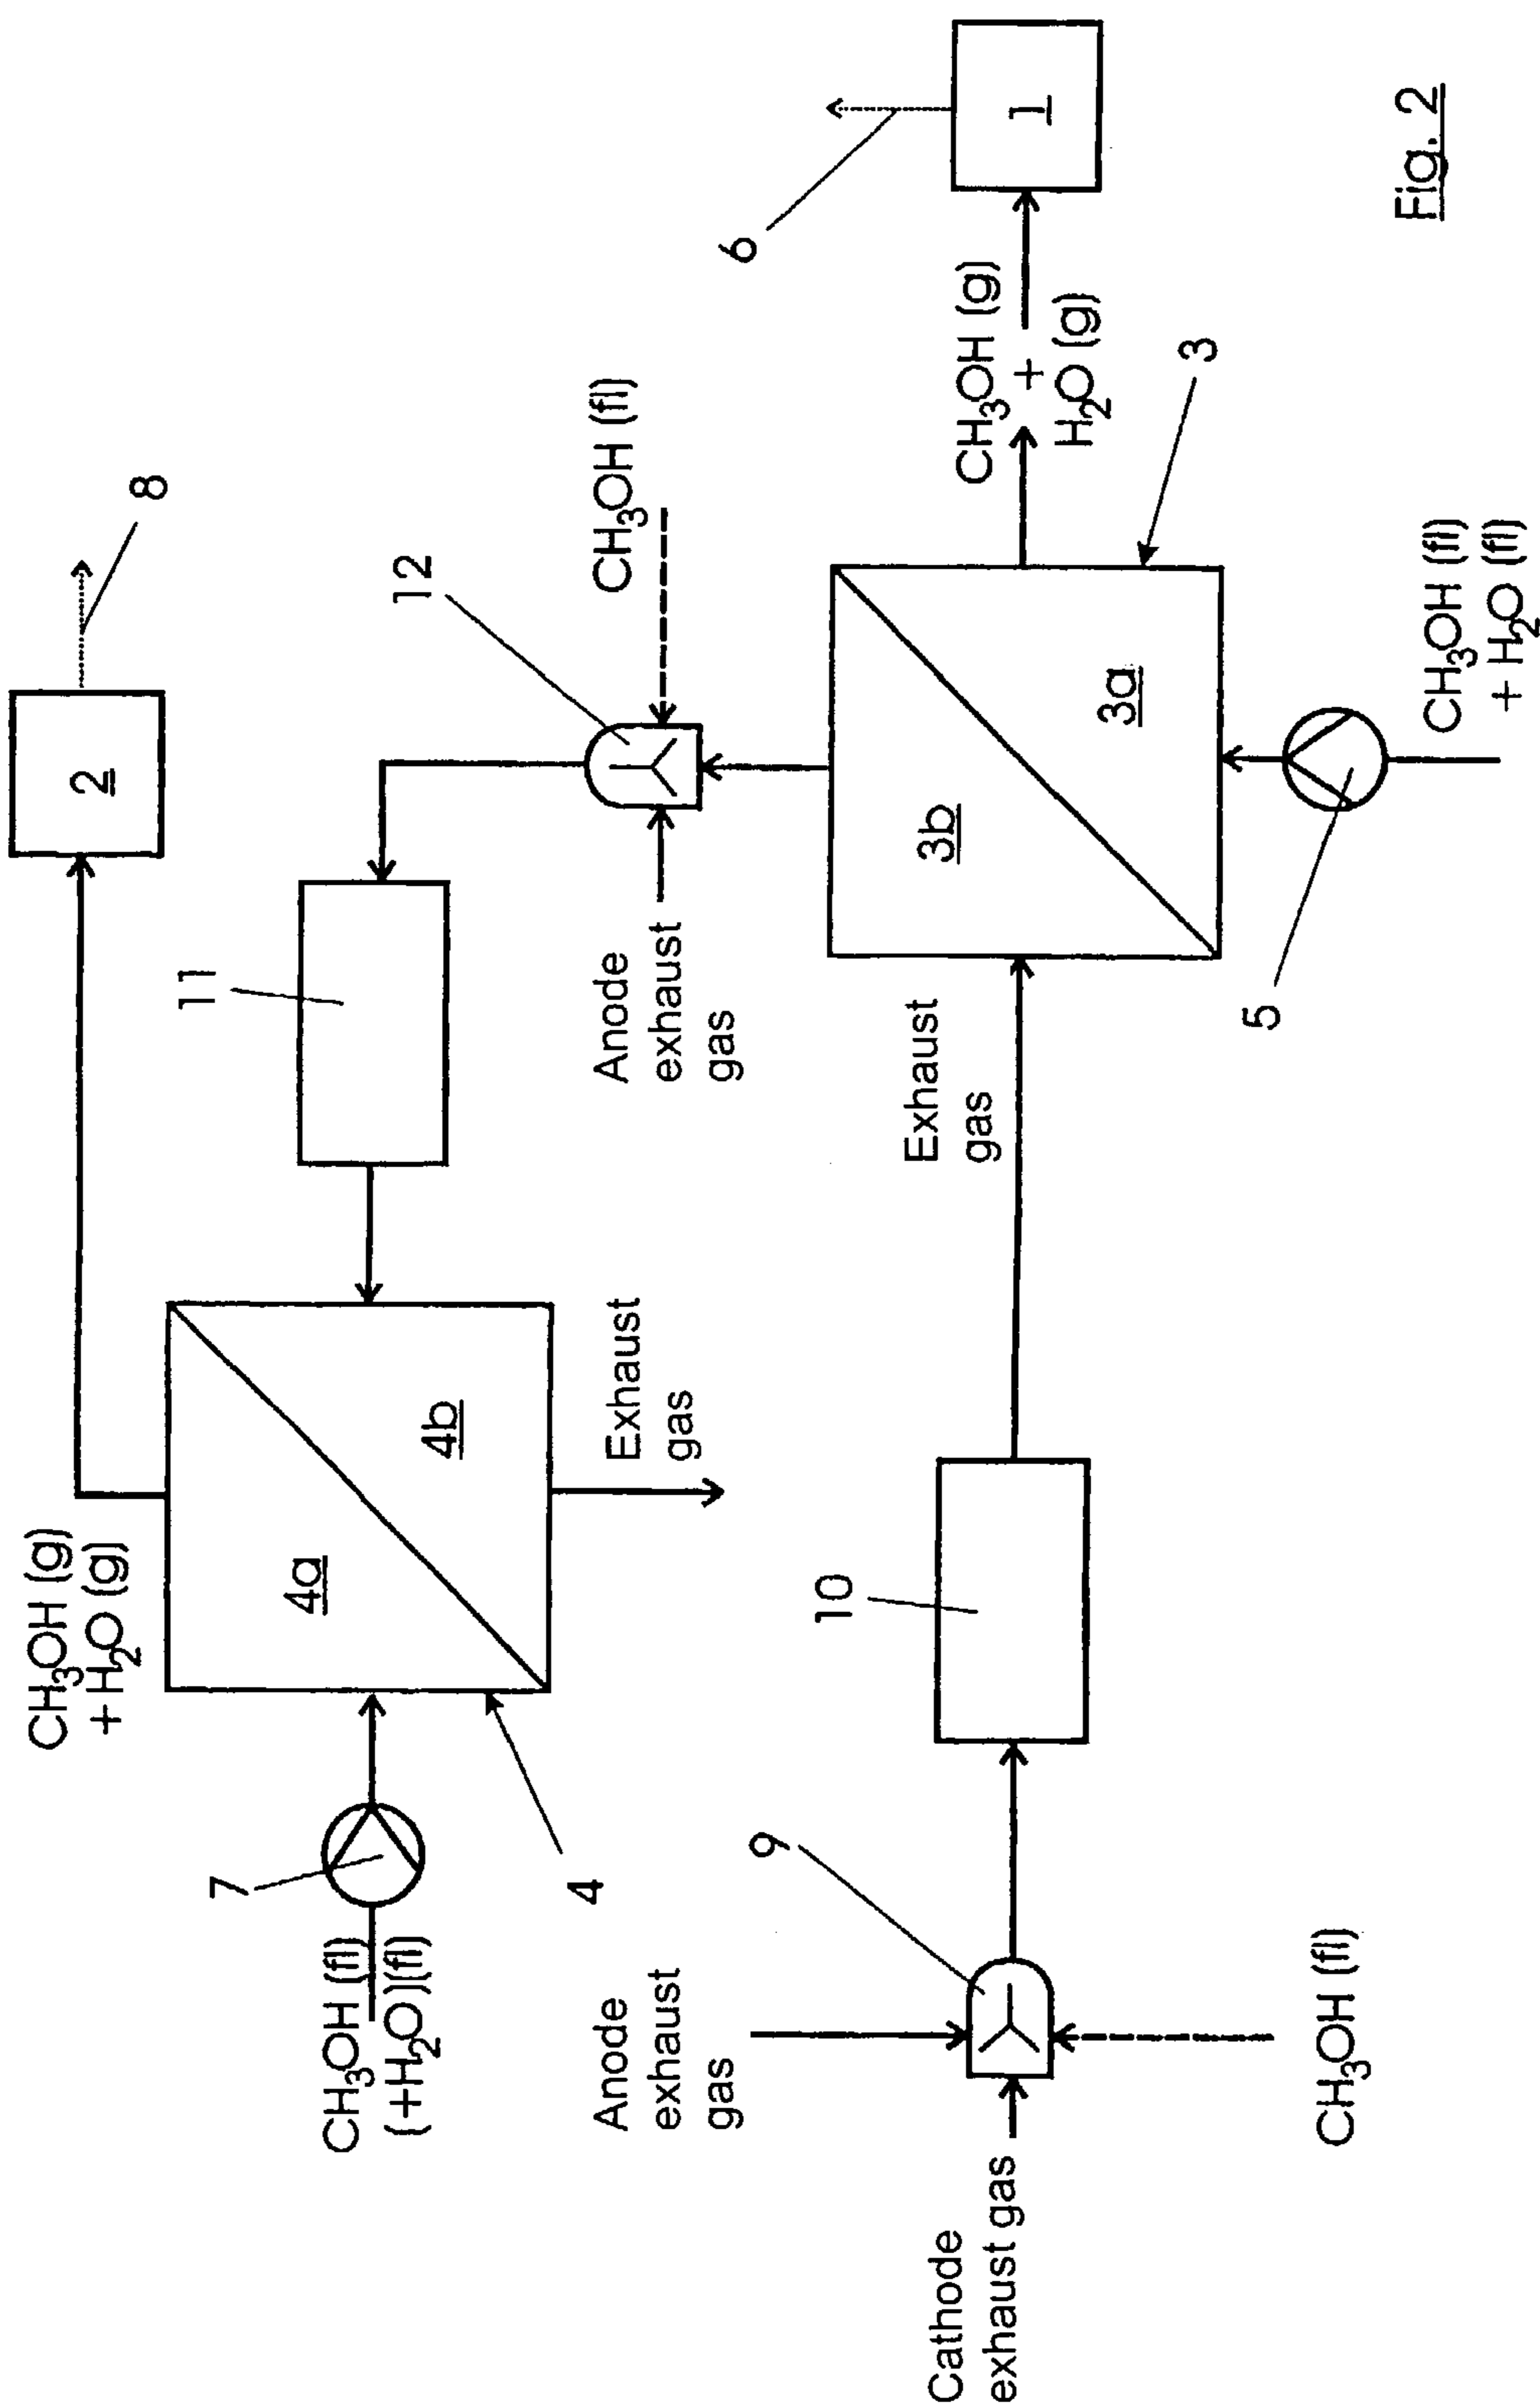 CH3OH (g)
+ H2O (g)
2
8
7
4a
4b
4
CH3OH (fl)
(+H2O)(fl)
Exhaust
gas
11
12
CH3OH (fl)
Anode
exhaust
gas
Anode
exhaust
gas
9
10
Cathode
exhaust gas
CH3OH (fl)
Exhaust
gas
3b
3a
3
5
CH3OH (fl)
+ H2O (fl)
CH3OH (g)
+
H2O (g)
6
1
Fig. 2